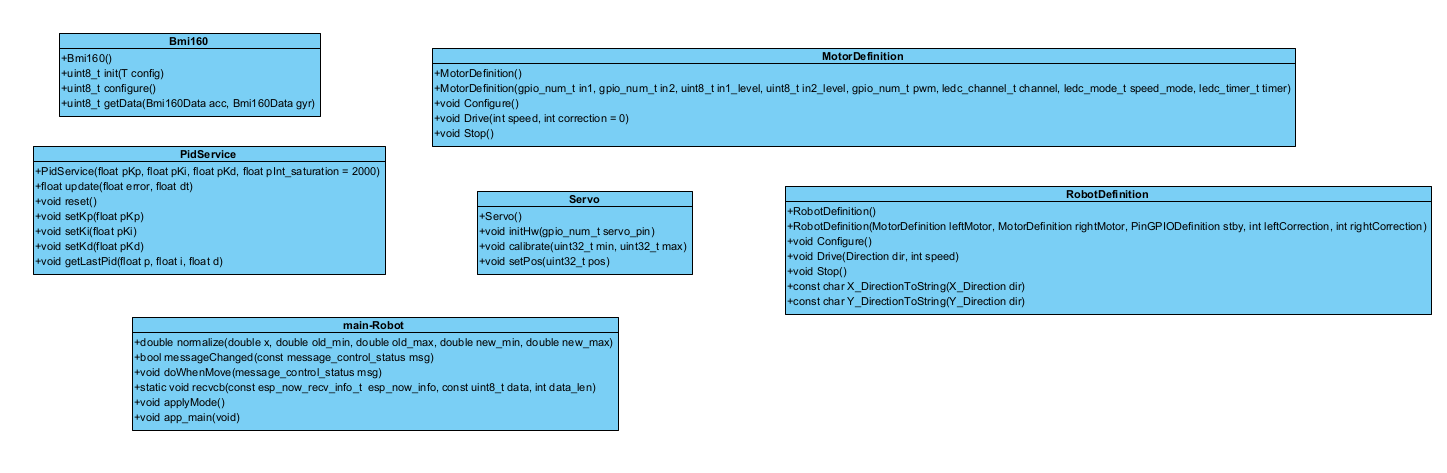 Bmi160
+Bmi160()
+uint8_t init(T config)
+uint8_t configure()
+uint8_t getData(Bmi160Data acc, Bmi160Data gyr)
MotorDefinition
+MotorDefinition()
+MotorDefinition(gpio_num_t in1, gpio_num_t in2, uint8_t in1_level, uint8_t in2_level, gpio_num_t pwm, ledc_channel_t channel, ledc_mode_t speed_mode, ledc_timer_t timer)
+void Configure()
+void Drive(int speed, int correction = 0)
+void Stop()
PidService
+PidService(float pKp, float pKi, float pKd, float pInt_saturation = 2000)
+float update(float error, float dt)
+void reset()
+void setKp(float pKp)
+void setKi(float pKi)
+void setKd(float pKd)
+void getLastPid(float p, float i, float d)
Servo
+Servo()
+void initHw(gpio_num_t servo_pin)
+void calibrate(uint32_t min, uint32_t max)
+void setPos(uint32_t pos)
RobotDefinition
+RobotDefinition()
+RobotDefinition(MotorDefinition leftMotor, MotorDefinition rightMotor, PinGPIODefinition stby, int leftCorrection, int rightCorrection)
+void Configure()
+void Drive(Direction dir, int speed)
+void Stop()
+const char X_DirectionToString(X_Direction dir)
+const char Y_DirectionToString(Y_Direction dir)
main-Robot
+double normalize(double x, double old_min, double old_max, double new_min, double new_max)
+bool messageChanged(const message_control_status msg)
+void doWhenMove(message_control_status msg)
+static void recvcb(const esp_now_recv_info_t esp_now_info, const uint8_t data, int data_len)
+void applyMode()
+void app_main(void)